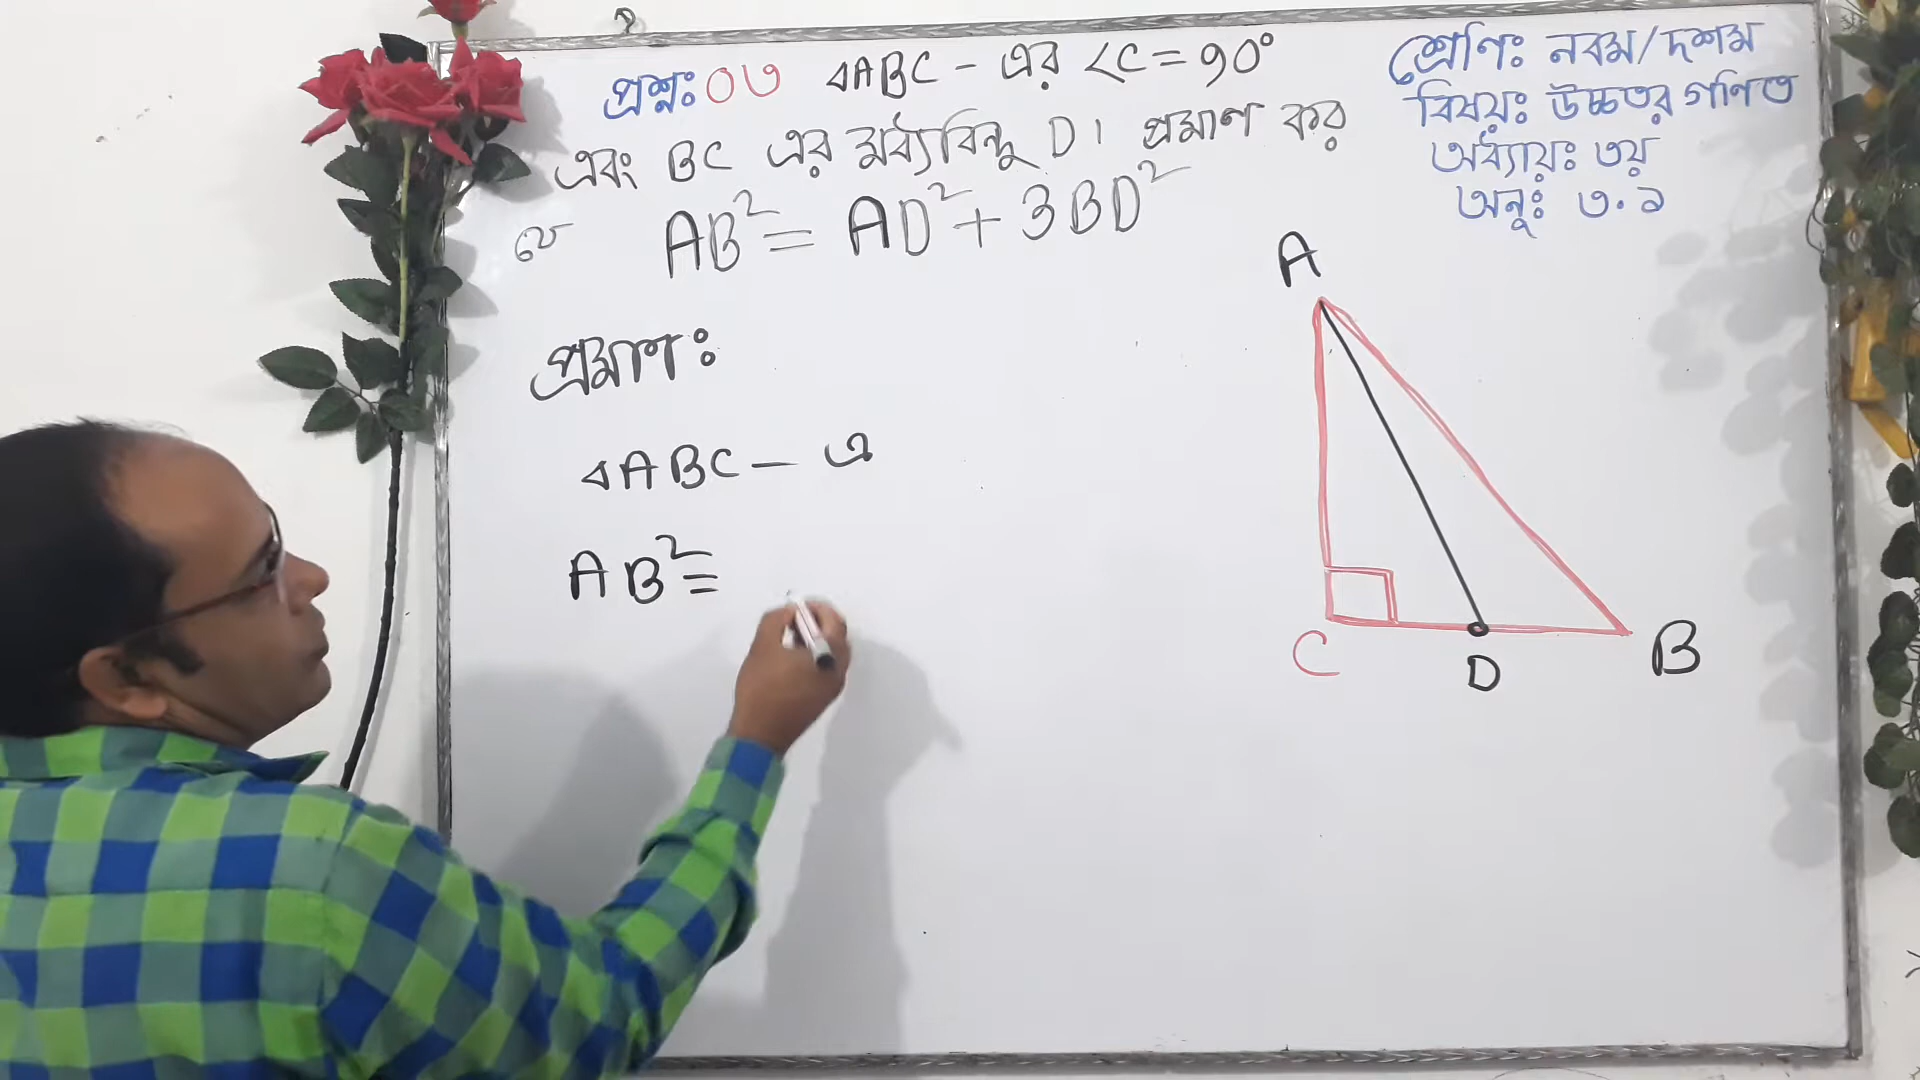 প্রশ্নঃ ০৩ ∆ABC - এর <C = 90°
এবং BC এর মধ্যবিন্দু D। প্রমাণ কর
যে AB² = AD² + 3BD²
শ্রেণিঃ নবম/দশম
বিষয়ঃ উচ্চতর গণিত
অধ্যায়ঃ ৩য়
অনুঃ ৩.১
প্রমাণঃ
∆ABC - এ
AB² =
A
C
D
B